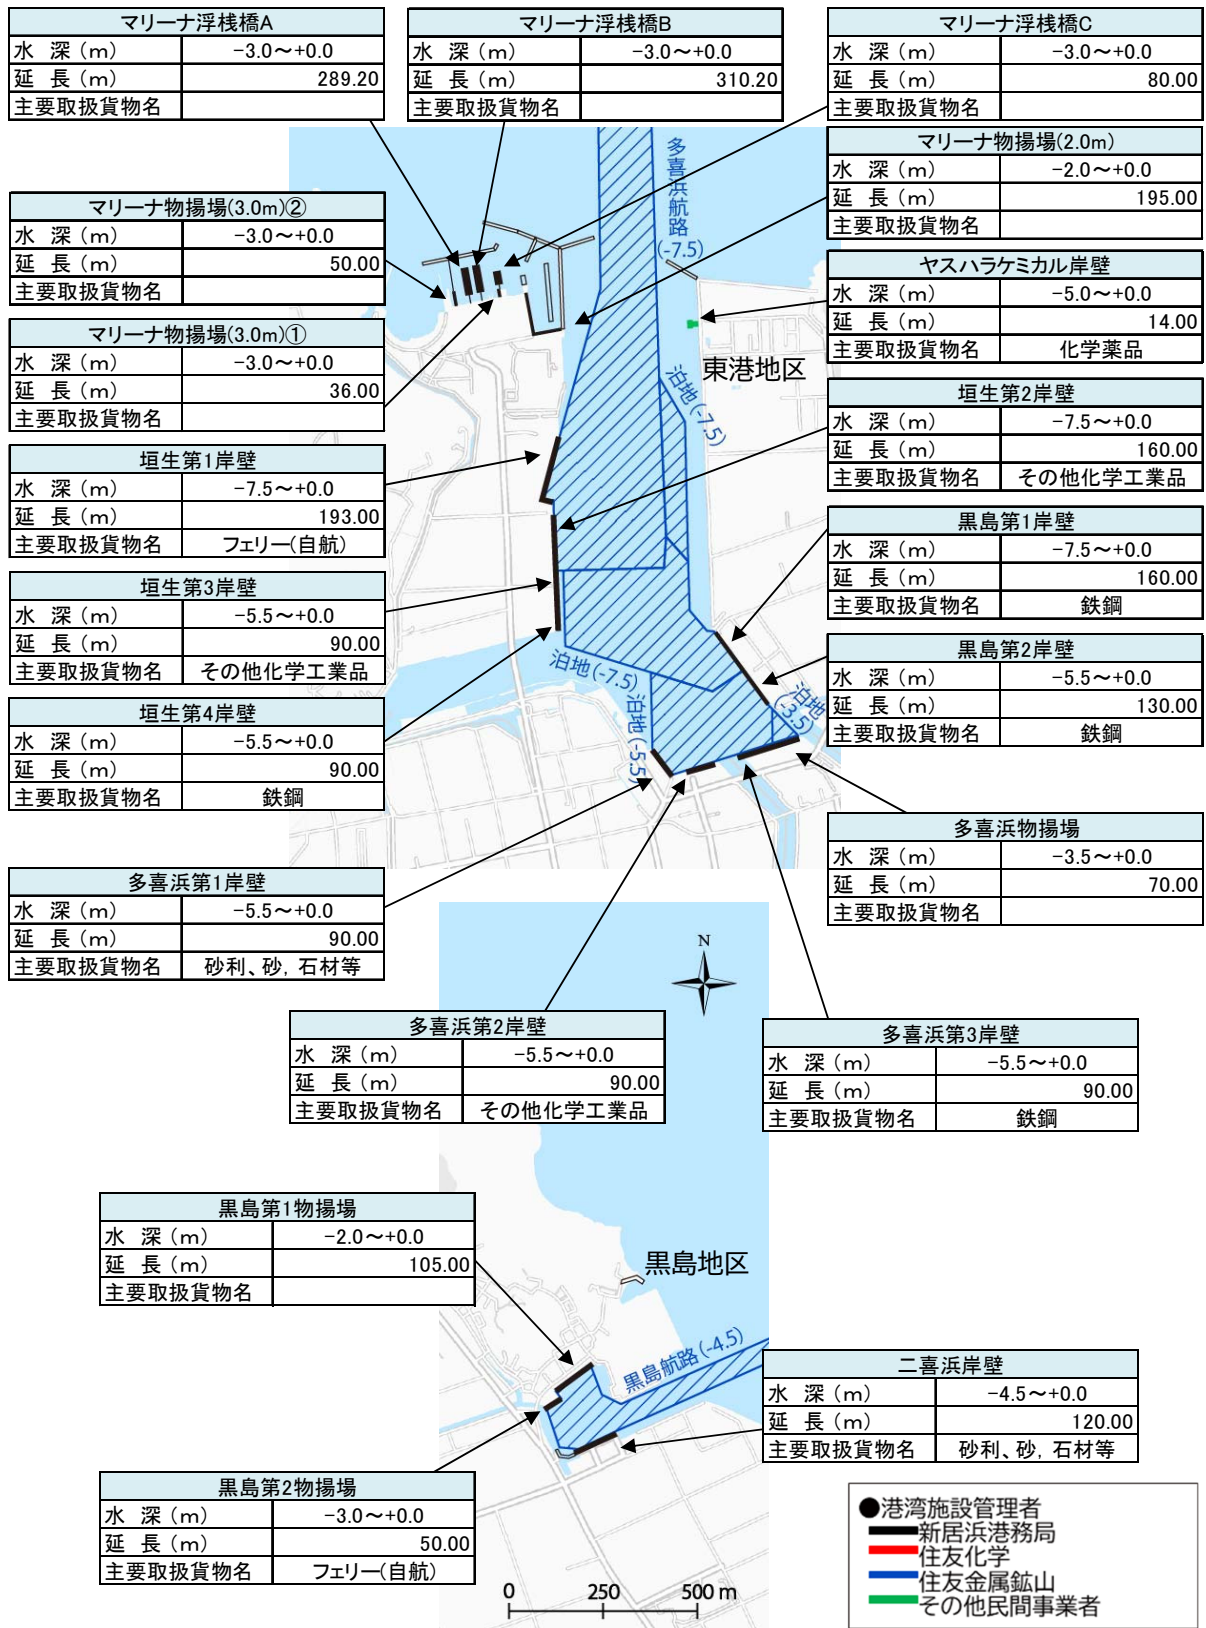 マリーナ浮桟橋A
水 深（m） -3.0～+0.0
延 長（m） 289.20
主要取扱貨物名
マリーナ浮桟橋B
水 深（m） -3.0～+0.0
延 長（m） 310.20
主要取扱貨物名
マリーナ浮桟橋C
水 深（m） -3.0～+0.0
延 長（m） 80.00
主要取扱貨物名
マリーナ物揚場(2.0m)
水 深（m） -2.0～+0.0
延 長（m） 195.00
主要取扱貨物名
マリーナ物揚場(3.0m)②
水 深（m） -3.0～+0.0
延 長（m） 50.00
主要取扱貨物名
ヤスハラケミカル岸壁
水 深（m） -5.0～+0.0
延 長（m） 14.00
主要取扱貨物名 化学薬品
マリーナ物揚場(3.0m)①
水 深（m） -3.0～+0.0
延 長（m） 36.00
主要取扱貨物名
垣生第2岸壁
水 深（m） -7.5～+0.0
延 長（m） 160.00
主要取扱貨物名 その他化学工業品
垣生第1岸壁
水 深（m） -7.5～+0.0
延 長（m） 193.00
主要取扱貨物名 フェリー(自航)
黒島第1岸壁
水 深（m） -7.5～+0.0
延 長（m） 160.00
主要取扱貨物名 鉄鋼
垣生第3岸壁
水 深（m） -5.5～+0.0
延 長（m） 90.00
主要取扱貨物名 その他化学工業品
黒島第2岸壁
水 深（m） -5.5～+0.0
延 長（m） 130.00
主要取扱貨物名 鉄鋼
垣生第4岸壁
水 深（m） -5.5～+0.0
延 長（m） 90.00
主要取扱貨物名 鉄鋼
多喜浜物揚場
水 深（m） -3.5～+0.0
延 長（m） 70.00
主要取扱貨物名
多喜浜第1岸壁
水 深（m） -5.5～+0.0
延 長（m） 90.00
主要取扱貨物名 砂利、砂,石材等
多喜浜航路
(-7.5)
東港地区
泊地(-7.5)
泊地(-7.5)
泊地(-5.5)
泊地
(-3.5)
N
多喜浜第2岸壁
水 深（m） -5.5～+0.0
延 長（m） 90.00
主要取扱貨物名 その他化学工業品
多喜浜第3岸壁
水 深（m） -5.5～+0.0
延 長（m） 90.00
主要取扱貨物名 鉄鋼
黒島第1物揚場
水 深（m） -2.0～+0.0
延 長（m） 105.00
主要取扱貨物名
黒島地区
黒島航路(-4.5)
二喜浜岸壁
水 深（m） -4.5～+0.0
延 長（m） 120.00
主要取扱貨物名 砂利、砂,石材等
黒島第2物揚場
水 深（m） -3.0～+0.0
延 長（m） 50.00
主要取扱貨物名 フェリー(自航)
0 250 500 m
●港湾施設管理者
新居浜港務局
住友化学
住友金属鉱山
その他民間事業者